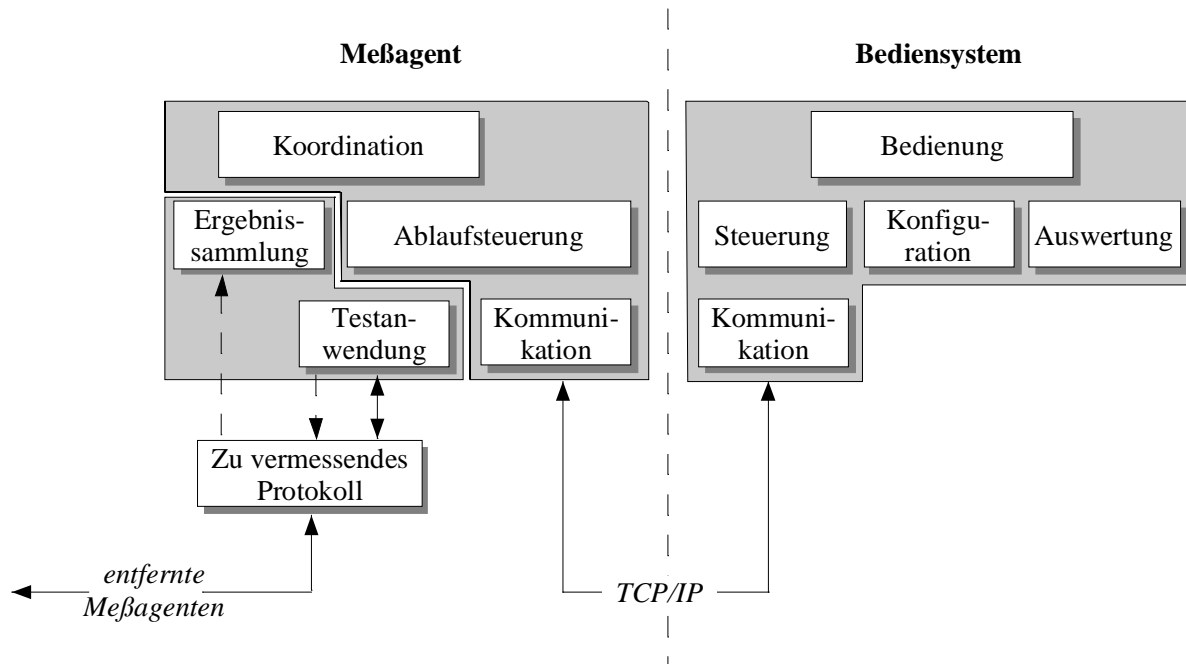 Meßagent
Bediensystem
Koordination
Bedienung
Ergebnis-
sammlung
Ablaufsteuerung
Steuerung
Konfigu-
ration
Auswertung
Testan-
wendung
Kommuni-
kation
Kommuni-
kation
Zu vermessendes
Protokoll
entfernte
Meßagenten
TCP/IP